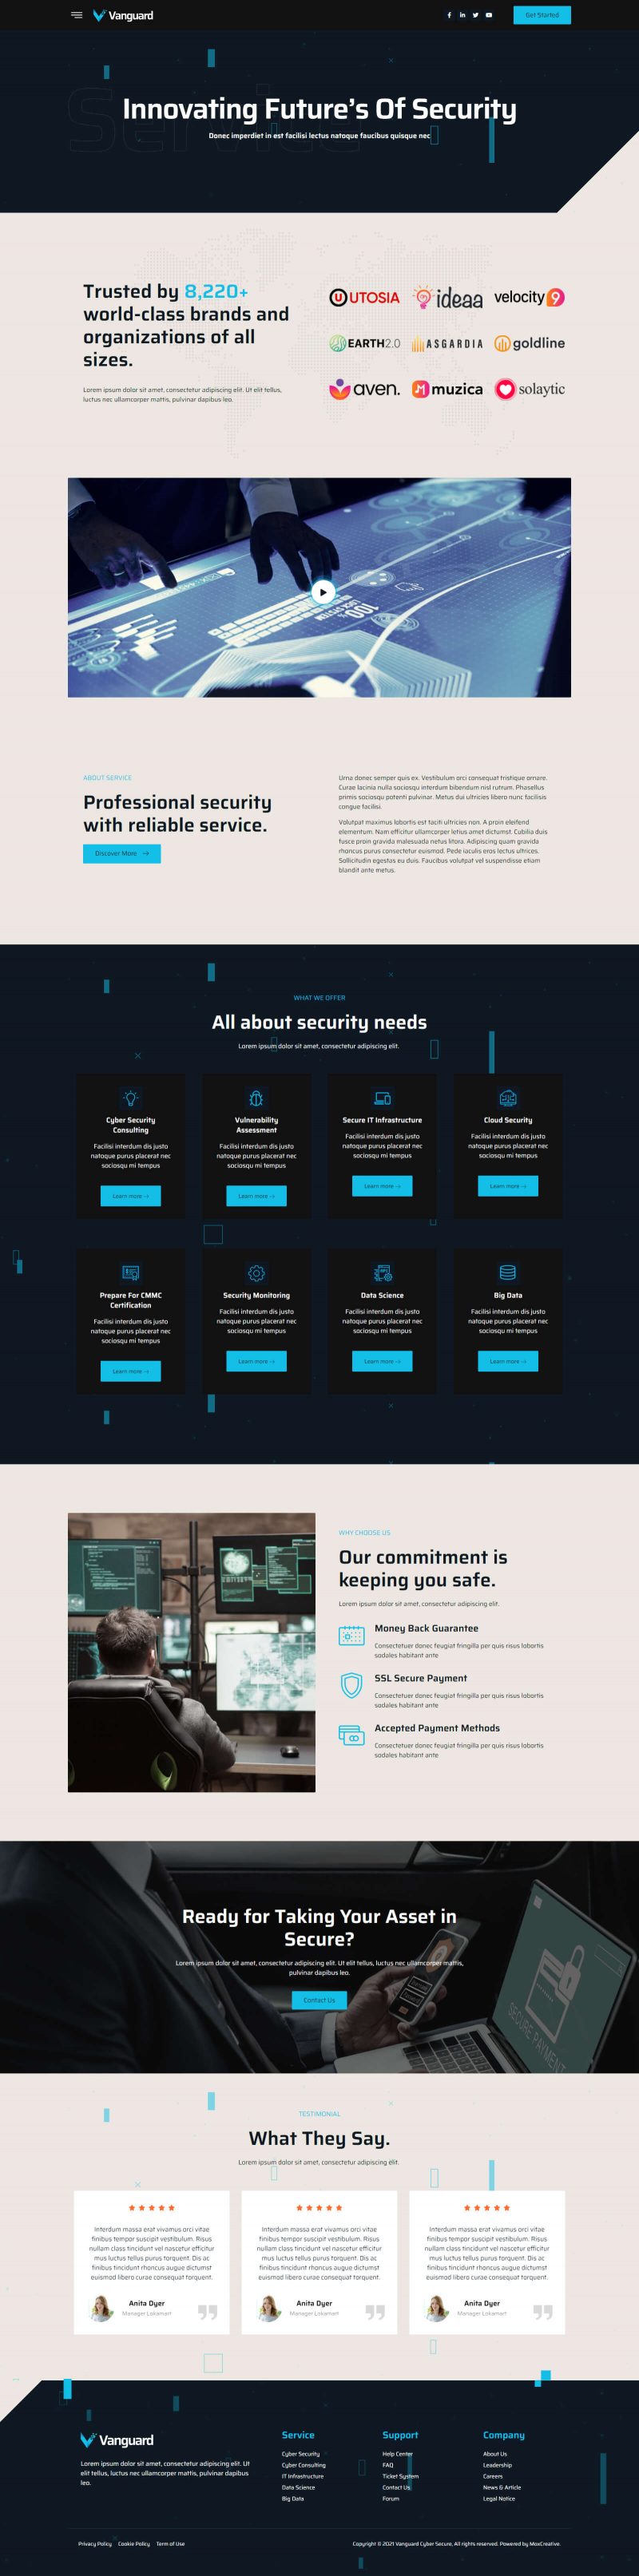 Vanguard
Get Started
Service
Innovating Future's Of Security
Donec imperdiet in est facilisi lectus natoque faucibus quisque nec
Trusted by 8,220+
world-class brands and
organizations of all
sizes.
Lorem ipsum dolor sit amet, consectetur adipiscing elit. Ut elit tellus,
luctus nec ullamcorper mattis, pulvinar dapibus leo.
UTOSIA
ideaa
velocity 9
EARTH2.0
ASGARDIA
goldline
aven.
muzica
solaytic
ABOUT SERVICE
Professional security
with reliable service.
Discover More
Urna donec semper quis ex. Vestibulum orci consequat tristique ornare.
Curae lacinia nulla sociosqu interdum bibendum nisl rutrum. Phasellus
primis sociosqu potenti pulvinar. Metus dui ultricies libero nunc facilisis
congue facilisi.
Volutpat maximus lobortis est taciti ultricies non. A proin eleifend
elementum. Nam efficitur ullamcorper letius amet dictumst. Cubilia duis
fusce proin gravida malesuada netus litora. Adipiscing quam gravida
rhoncus purus consectetur euismod. Pede iaculis eros lectus ultrices.
Sollicitudin egestas eu duis. Faucibus volutpat vel suspendisse etiam
blandit ante metus.
WHAT WE OFFER
All about security needs
Lorem ipsum dolor sit amet, consectetur adipiscing elit.
Cyber Security
Consulting
Facilisi interdum dis justo
natoque purus placerat nec
sociosqu mi tempus
Learn more
Vulnerability
Assessment
Facilisi interdum dis justo
natoque purus placerat nec
sociosqu mi tempus
Learn more
Secure IT Infrastructure
Facilisi interdum dis justo
natoque purus placerat nec
sociosqu mi tempus
Learn more
Cloud Security
Facilisi interdum dis justo
natoque purus placerat nec
sociosqu mi tempus
Learn more
Prepare For CMMC
Certification
Facilisi interdum dis justo
natoque purus placerat nec
sociosqu mi tempus
Learn more
Security Monitoring
Facilisi interdum dis justo
natoque purus placerat nec
sociosqu mi tempus
Learn more
Data Science
Facilisi interdum dis justo
natoque purus placerat nec
sociosqu mi tempus
Learn more
Big Data
Facilisi interdum dis justo
natoque purus placerat nec
sociosqu mi tempus
Learn more
WHY CHOOSE US
Our commitment is
keeping you safe.
Lorem ipsum dolor sit amet, consectetur adipiscing elit.
Money Back Guarantee
Consectetuer donec feugiat fringilla per quis risus lobortis
sodales habitant ante
SSL Secure Payment
Consectetuer donec feugiat fringilla per quis risus lobortis
sodales habitant ante
Accepted Payment Methods
Consectetuer donec feugiat fringilla per quis risus lobortis
sodales habitant ante
Ready for Taking Your Asset in
Secure?
Lorem ipsum dolor sit amet, consectetur adipiscing elit. Ut elit tellus, luctus nec ullamcorper mattis,
pulvinar dapibus leo.
Contact Us
SECURE PAYMENT
TESTIMONIAL
What They Say.
Lorem ipsum dolor sit amet, consectetur adipiscing elit.
Interdum massa erat vivamus orci vitae
finibus tempor suscipit vestibulum. Risus
nullam class tincidunt vel nascetur efficitur
mus luctus tellus purus torquent. Dis ac
finibus tincidunt rhoncus augue dictumst
euismod libero curae consequat torquent.
Anita Dyer
Manager Lokamart
Interdum massa erat vivamus orci vitae
finibus tempor suscipit vestibulum. Risus
nullam class tincidunt vel nascetur efficitur
mus luctus tellus purus torquent. Dis ac
finibus tincidunt rhoncus augue dictumst
euismod libero curae consequat torquent.
Anita Dyer
Manager Lokamart
Interdum massa erat vivamus orci vitae
finibus tempor suscipit vestibulum. Risus
nullam class tincidunt vel nascetur efficitur
mus luctus tellus purus torquent. Dis ac
finibus tincidunt rhoncus augue dictumst
euismod libero curae consequat torquent.
Anita Dyer
Manager Lokamart
Vanguard
Lorem ipsum dolor sit amet, consectetur adipiscing elit. Ut
elit tellus, luctus nec ullamcorper mattis, pulvinar dapibus
leo.
Service
Cyber Security
Cyber Consulting
IT Infrastructure
Data Science
Big Data
Support
Help Center
FAQ
Ticket System
Contact Us
Forum
Company
About Us
Leadership
Careers
News & Article
Legal Notice
Privacy Policy Cookie Policy Term of Use
Copyright © 2021 Vanguard Cyber Secure, All rights reserved. Powered by MaxCreative.